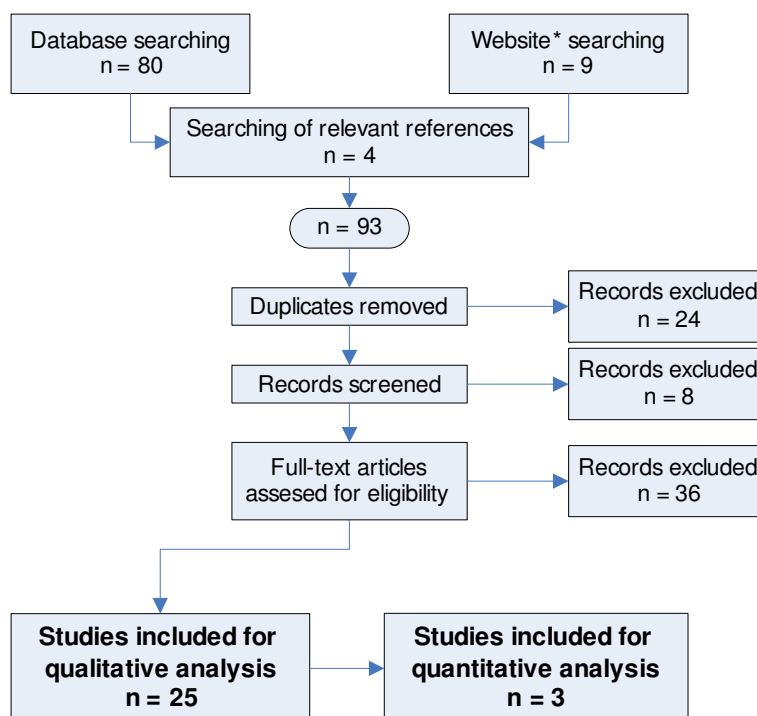 Database searching
n = 80
Website* searching
n = 9
Searching of relevant references
n = 4
n = 93
Duplicates removed
Records excluded
n = 24
Records screened
Records excluded
n = 8
Full-text articles
assesed for eligibility
Records excluded
n = 36
Studies included for
qualitative analysis
n = 25
Studies included for
quantitative analysis
n = 3